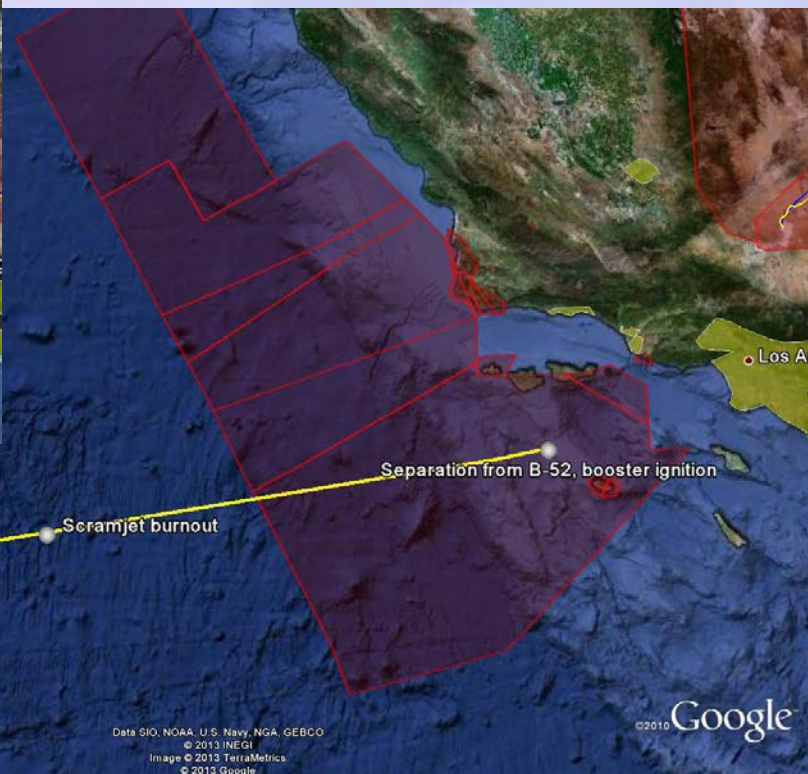 Los A
Separation from B-52, booster ignition
Scramjet burnout
Data SIO, NOAA, U.S. Navy, NGA, GEBCO
© 2013 INEGI
Image © 2013 TerraMetrics
© 2013 Google
©2010 Google